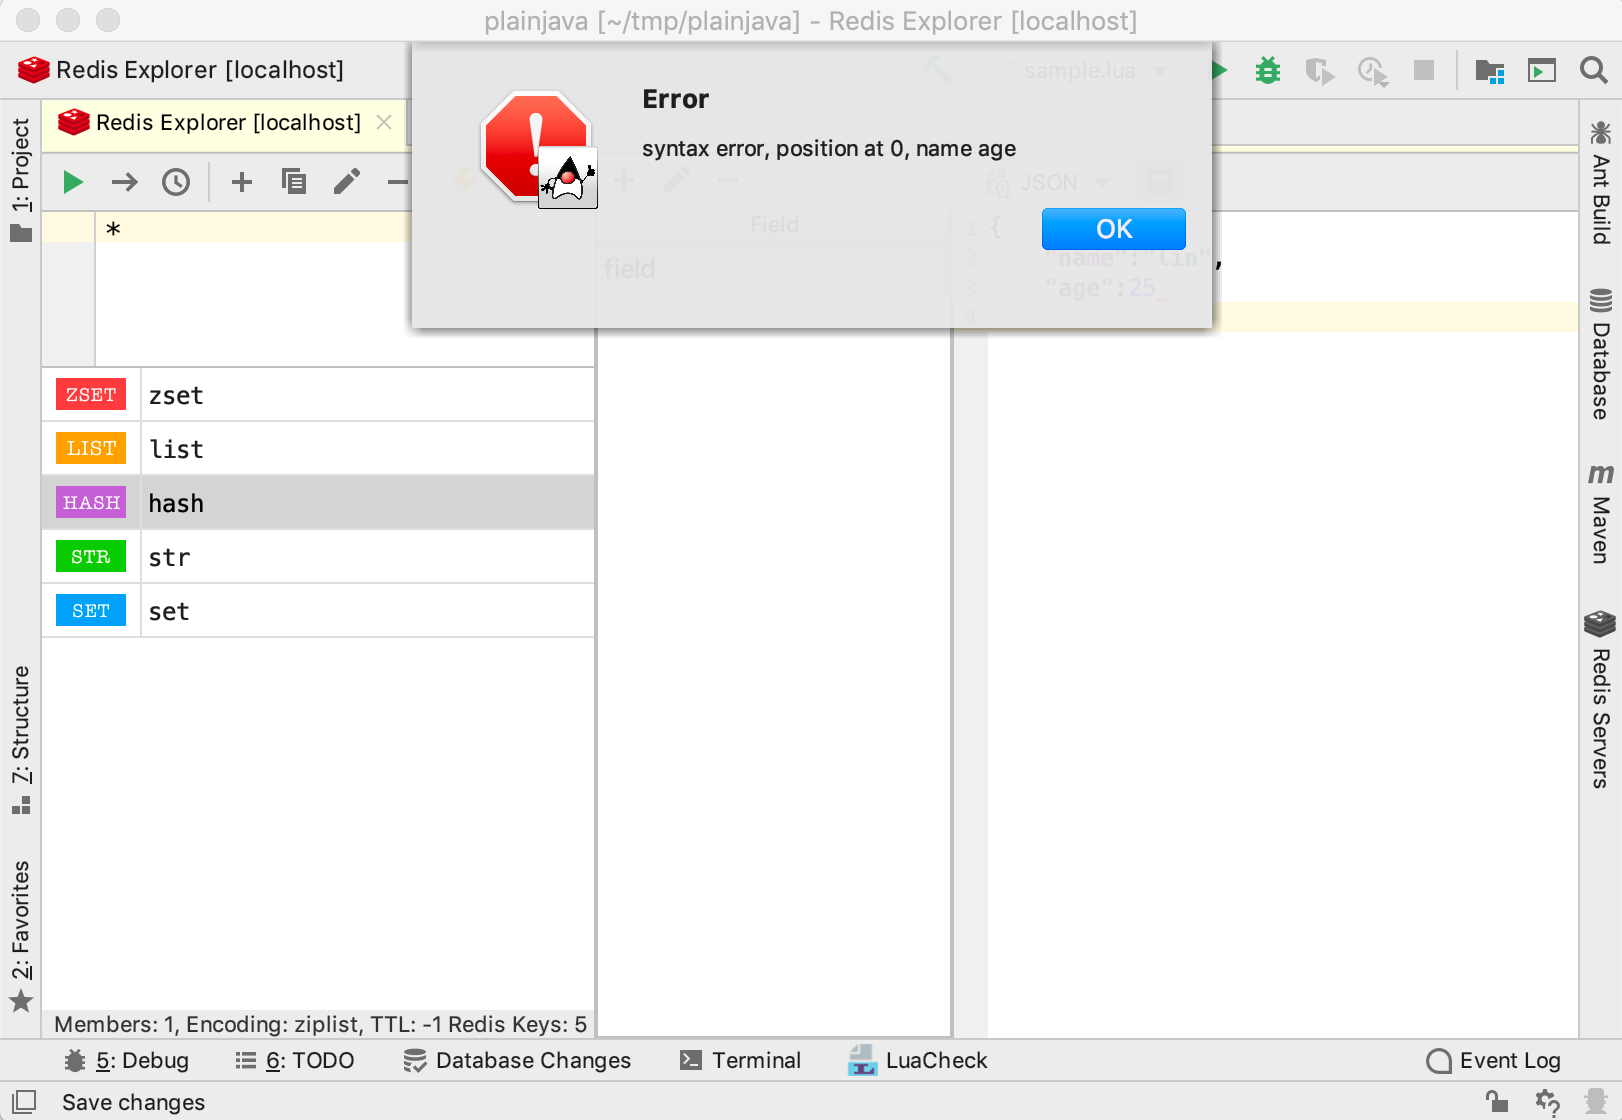 plainjava [~/tmp/plainjava] - Redis Explorer [localhost]
Redis Explorer [localhost]
sample.lua
Redis Explorer [localhost]
Error
syntax error, position at 0, name age
OK
JSON
Field
field
*
1 {
2 "name":"lin",
3 "age":25
4
ZSET zset
LIST list
HASH hash
STR str
SET set
Members: 1, Encoding: ziplist, TTL: -1 Redis Keys: 5
1: Project
7: Structure
2: Favorites
Ant Build
Database
m Maven
Redis Servers
5: Debug
6: TODO
Database Changes
Terminal
LuaCheck
Event Log
Save changes